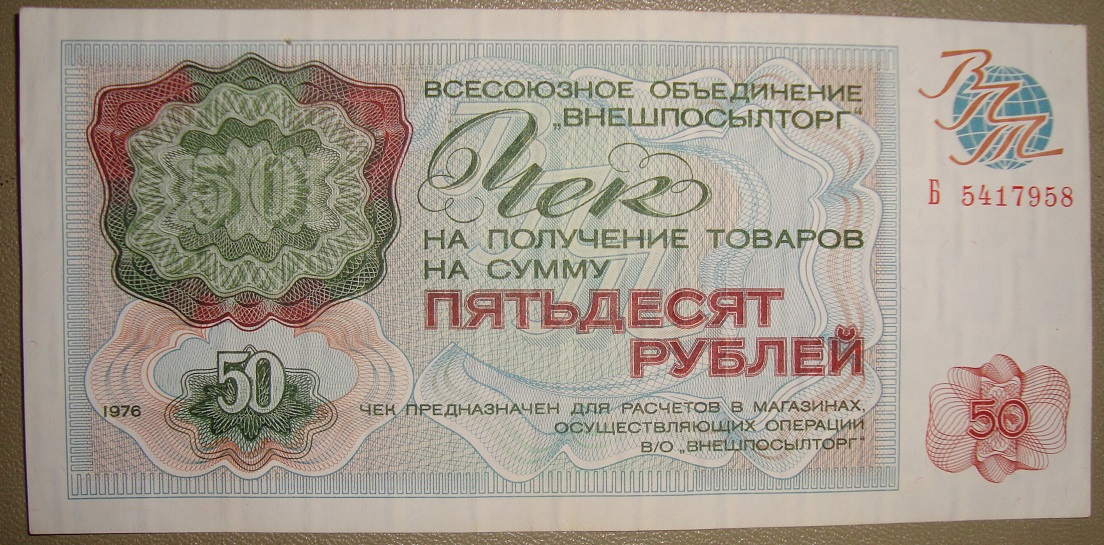 50
ВСЕСОЮЗНОЕ ОБЪЕДИНЕНИЕ
„ВНЕШПОСЫЛТОРГ“
Чек
НА ПОЛУЧЕНИЕ ТОВАРОВ
НА СУММУ
ПЯТЬДЕСЯТ
РУБЛЕЙ
ВПТ
Б 5417958
50
1976
ЧЕК ПРЕДНАЗНАЧЕН ДЛЯ РАСЧЕТОВ В МАГАЗИНАХ,
ОСУЩЕСТВЛЯЮЩИХ ОПЕРАЦИИ
В/О „ВНЕШПОСЫЛТОРГ“
50